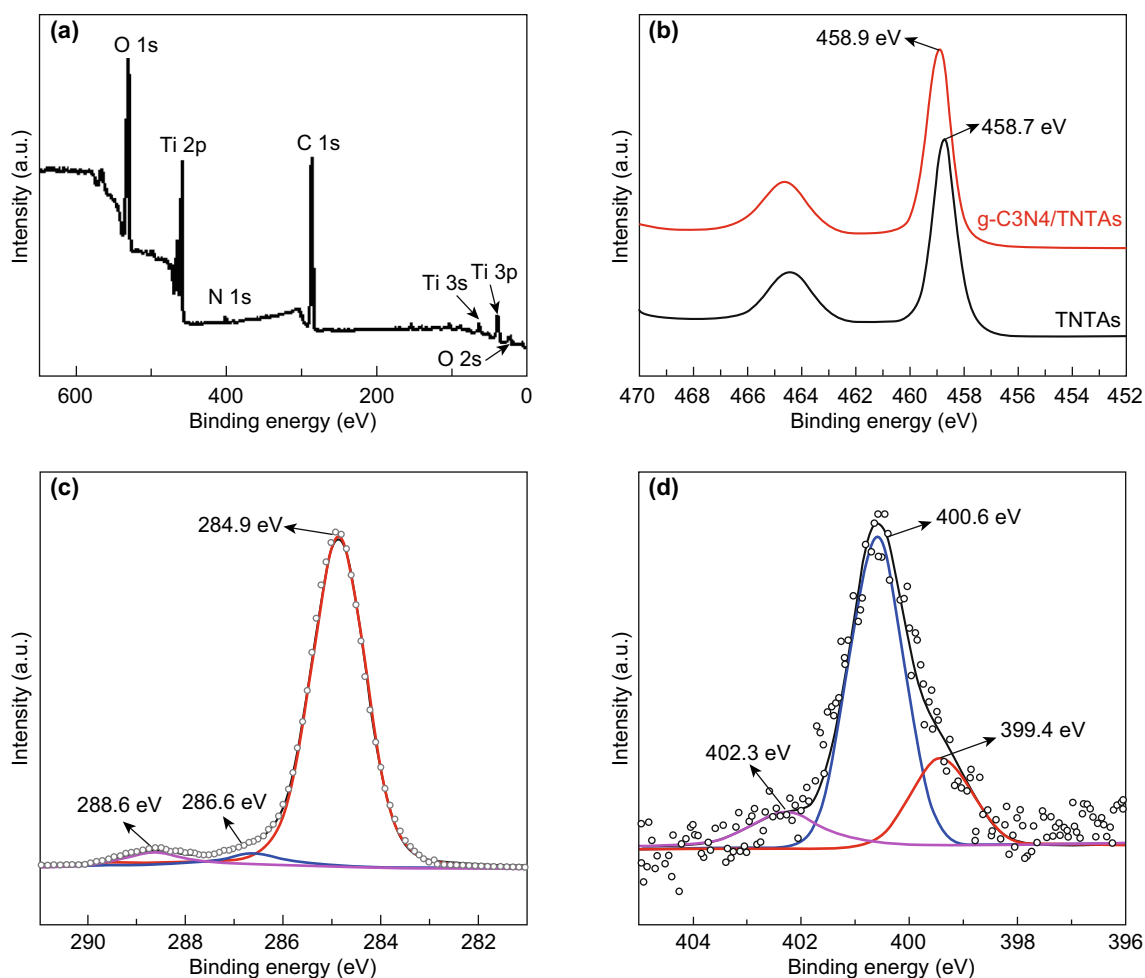 (a)
O 1s
Ti 2p
C 1s
N 1s
Ti 3s
Ti 3p
O 2s
Intensity (a.u.)
600 400 200 0
Binding energy (eV)
(b)
458.9 eV
458.7 eV
g-C3N4/TNTAs
TNTAs
Intensity (a.u.)
470 468 466 464 462 460 458 456 454 452
Binding energy (eV)
(c)
284.9 eV
288.6 eV
286.6 eV
Intensity (a.u.)
290 288 286 284 282
Binding energy (eV)
(d)
400.6 eV
399.4 eV
402.3 eV
Intensity (a.u.)
404 402 400 398 396
Binding energy (eV)